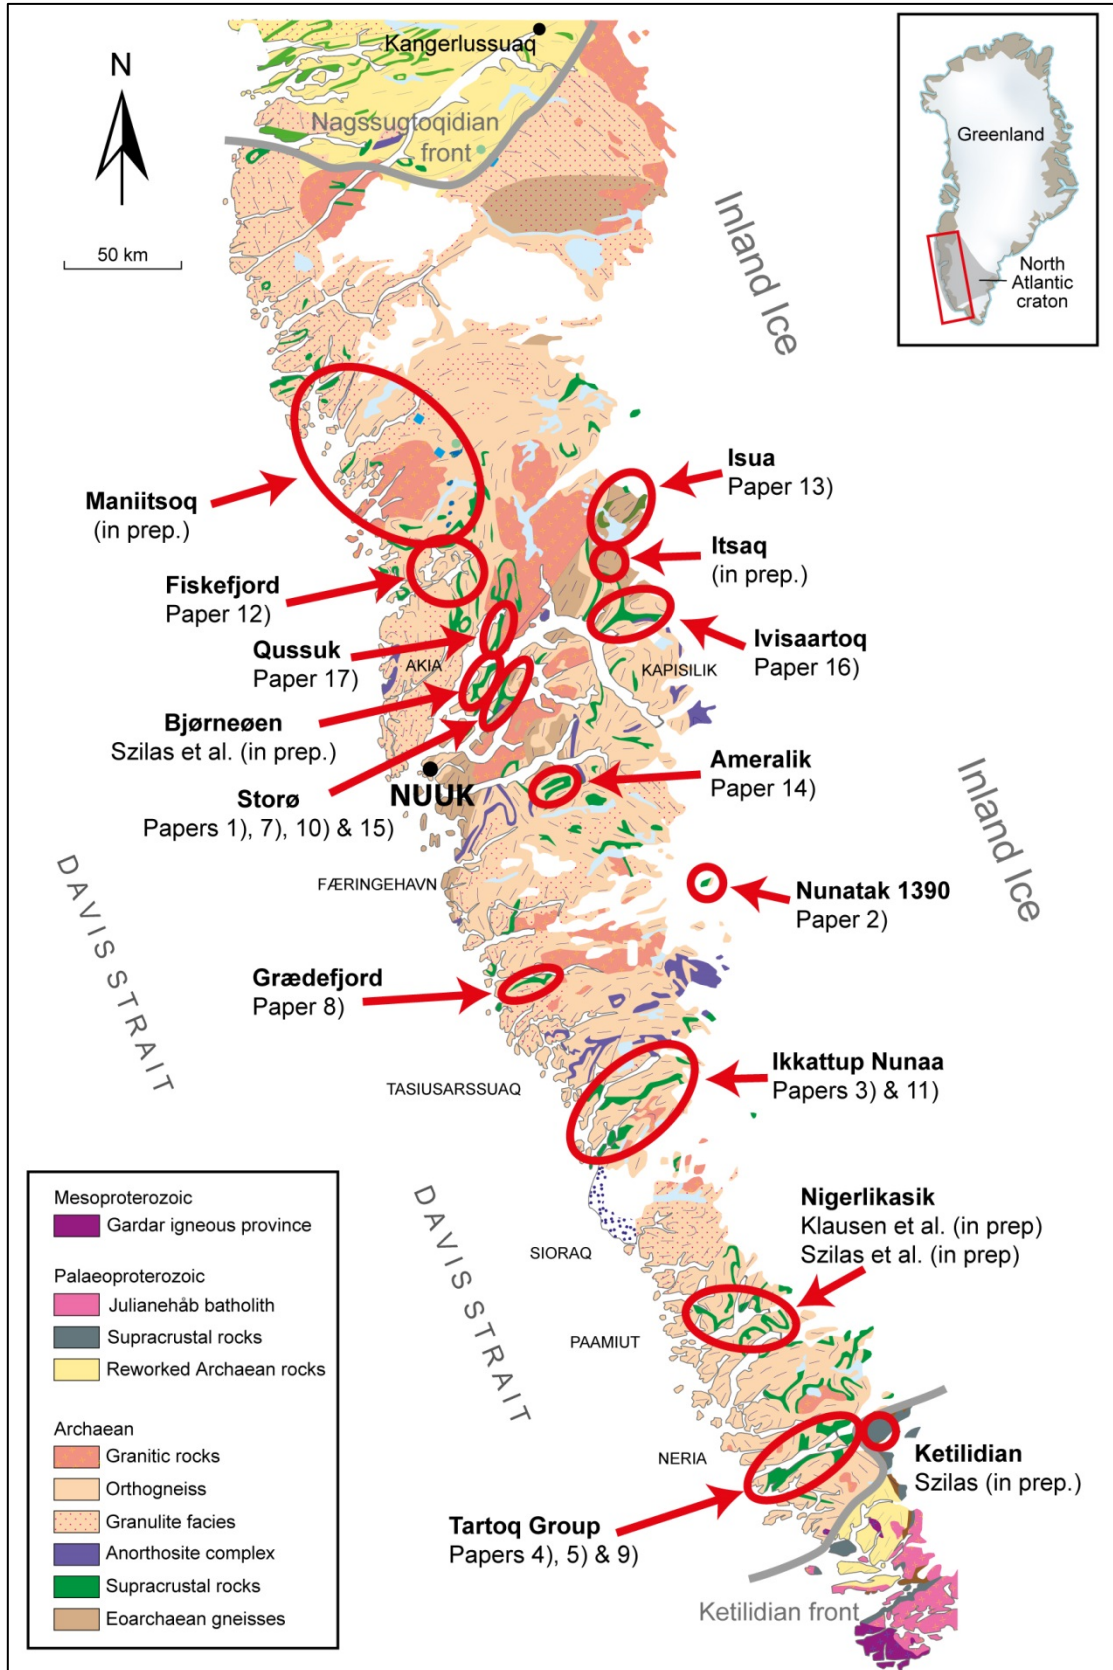 Kangerlussuaq
N
Nagssugtoqidian
front
50 km
Greenland
North
Atlantic
craton
Inland Ice
Maniitsoq
(in prep.)
Isua
Paper 13)
Itsaq
(in prep.)
Fiskefjord
Paper 12)
Ivisaartoq
Paper 16)
Qussuk
Paper 17)
AKIA
KAPISILIK
Bjørneøen
Szilas et al. (in prep.)
Ameralik
Paper 14)
Storø
Papers 1), 7), 10) & 15)
NUUK
Inland Ice
DAVIS STRAIT
FÆRINGEHAVN
Nunatak 1390
Paper 2)
Grædefjord
Paper 8)
Ikkattup Nunaa
Papers 3) & 11)
TASIUSARSSUAQ
DAVIS STRAIT
Nigerlikasik
Klausen et al. (in prep)
Szilas et al. (in prep)
SIORAQ
PAAMIUT
NERIA
Ketilidian
Szilas (in prep.)
Tartoq Group
Papers 4), 5) & 9)
Ketilidian front
Mesoproterozoic
Gardar igneous province
Palaeoproterozoic
Julianehåb batholith
Supracrustal rocks
Reworked Archaean rocks
Archaean
Granitic rocks
Orthogneiss
Granulite facies
Anorthosite complex
Supracrustal rocks
Eoarchaean gneisses